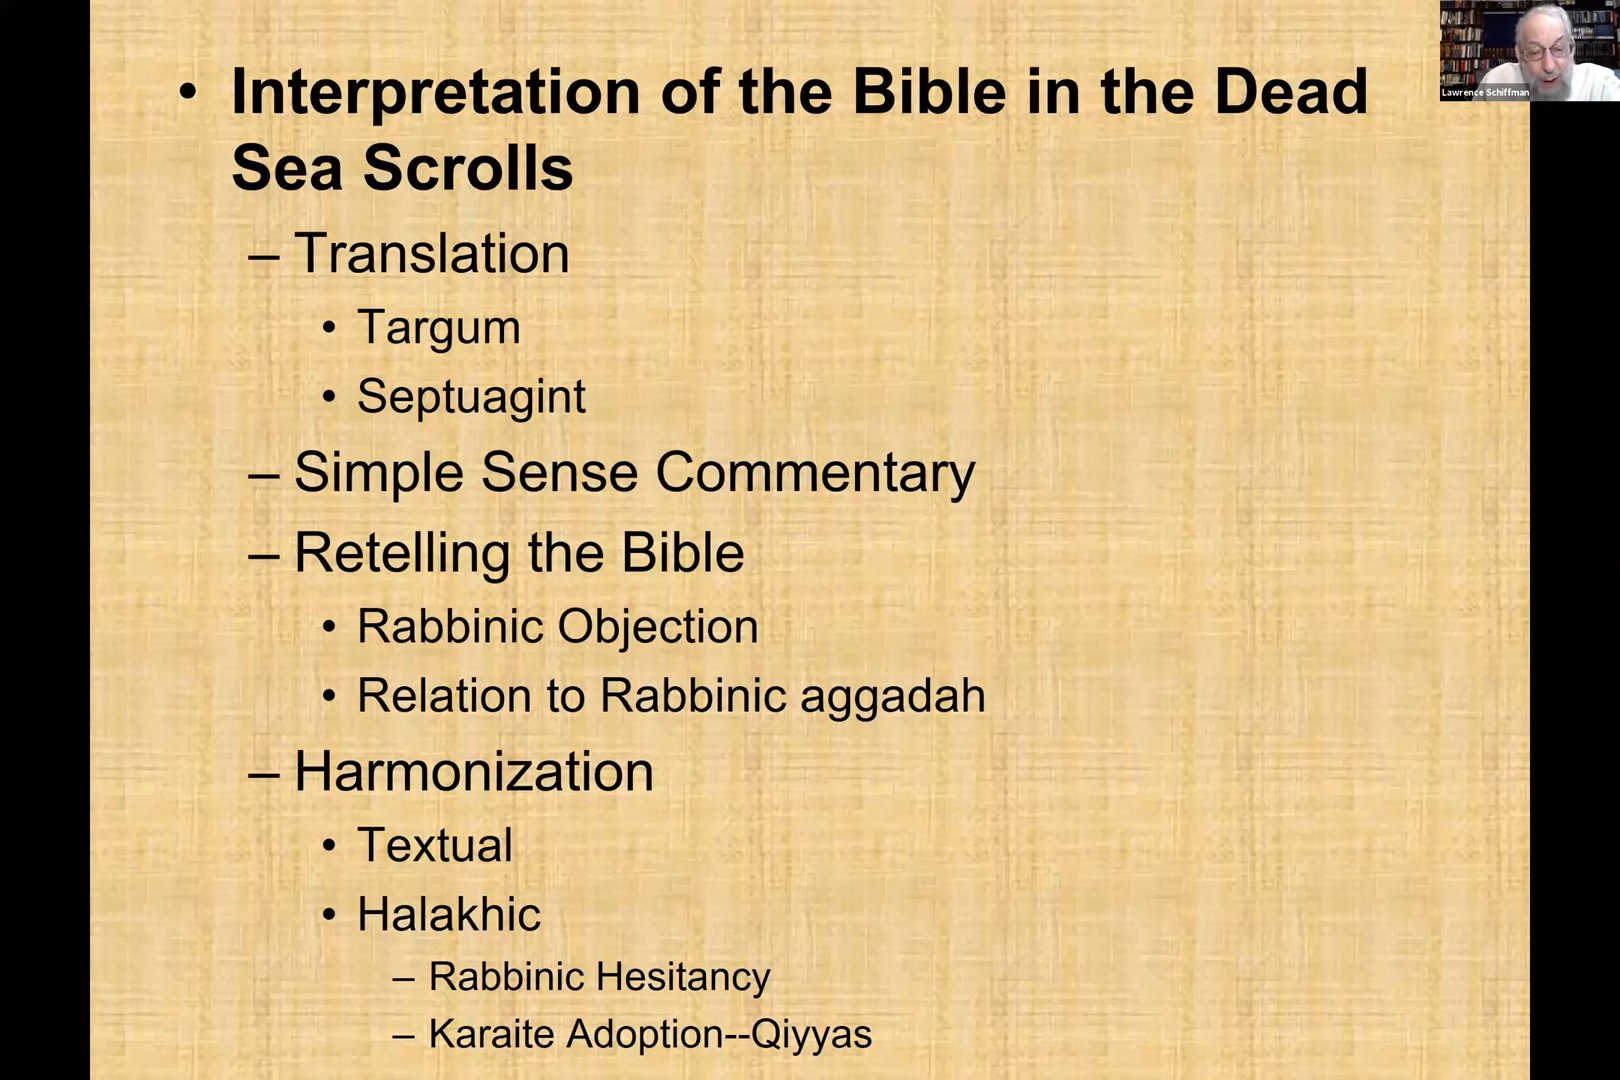 • Interpretation of the Bible in the Dead
Sea Scrolls
– Translation
• Targum
• Septuagint
– Simple Sense Commentary
– Retelling the Bible
• Rabbinic Objection
• Relation to Rabbinic aggadah
– Harmonization
• Textual
• Halakhic
– Rabbinic Hesitancy
– Karaite Adoption--Qiyyas
Lawrence Schiffman